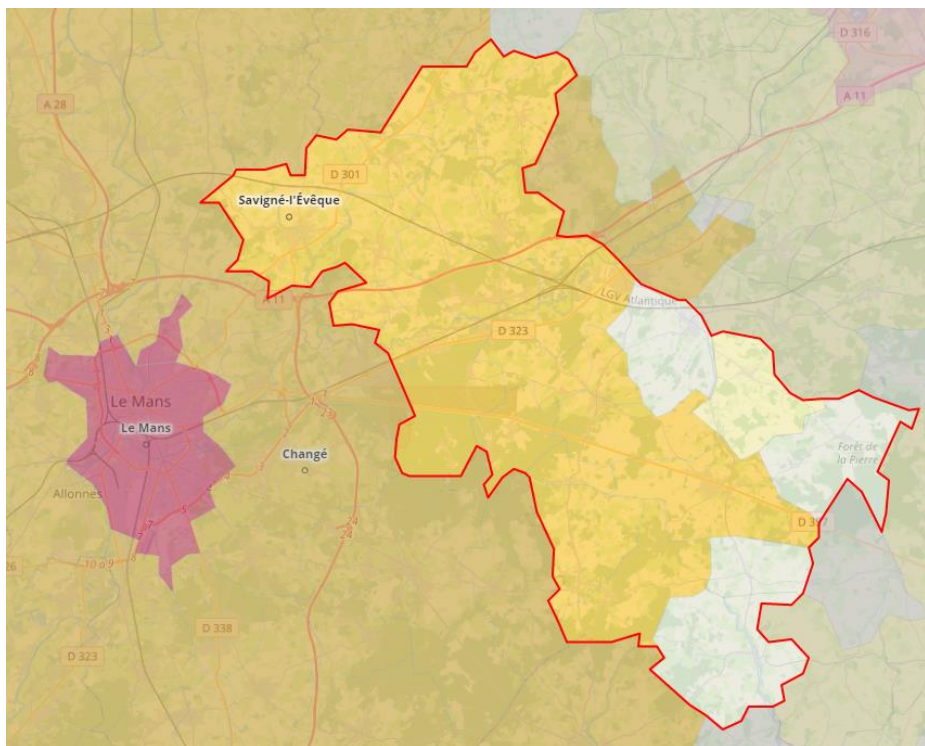 D 316
A 28
A 11
D 301
Savigné-l'Évêque
A 11
LGV Atlantique
D 323
Le Mans
Le Mans
Changé
Forêt de
la Pierre
Allonnes
D 357
D 338
D 323